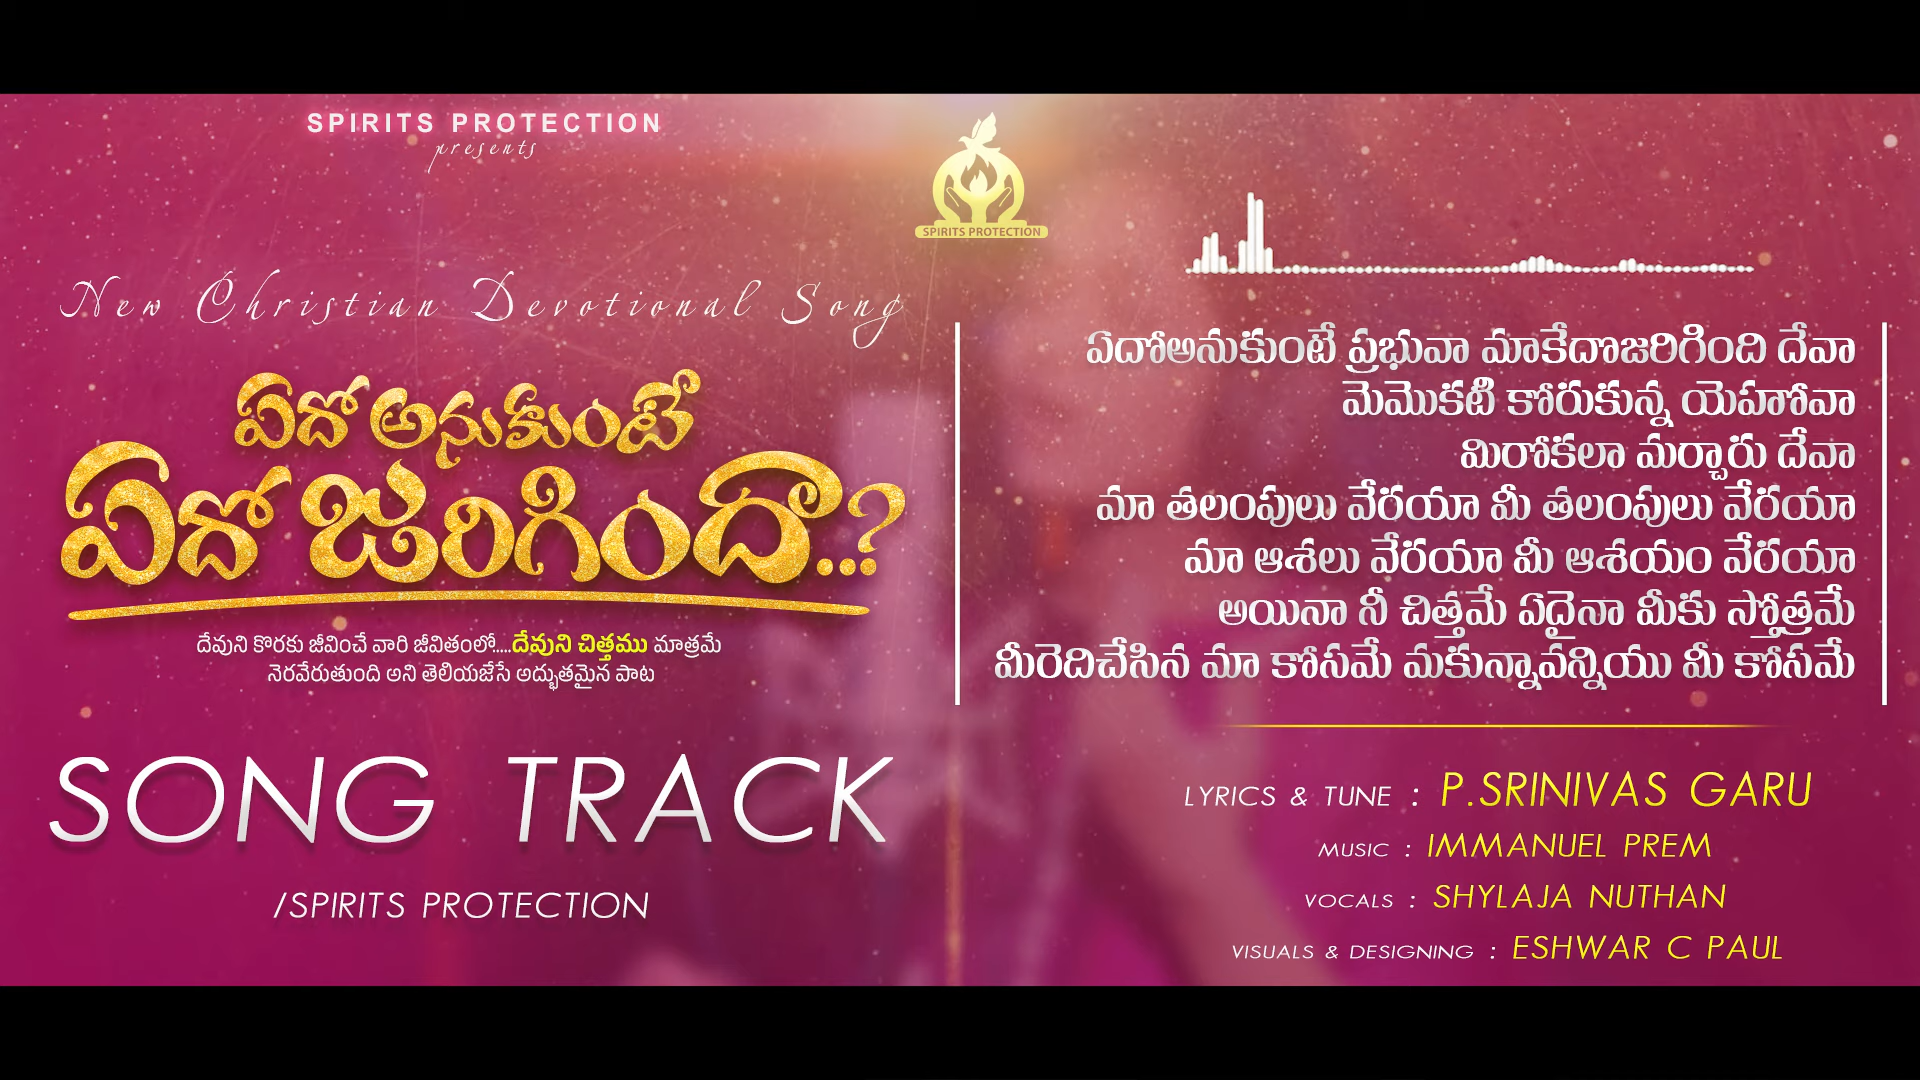 SPIRITS PROTECTION
presents
SPIRITS PROTECTION
New Christian Devotional Song
ఏదో అనుకుంటే
ఏదో జరిగిందా..?
దేవుని కొరకు జీవించే వారి జీవితంలో....దేవుని చిత్తము మాత్రమే
నెరవేరుతుంది అని తెలియజేసే అద్భుతమైన పాట
SONG TRACK
/SPIRITS PROTECTION
ఏదోఅనుకుంటే ప్రభువా మాకేదొజరిగింది దేవా
మెమొకటి కోరుకున్న యెహోవా
మిరోకలా మర్చారు దేవా
మా తలంపులు వేరయా మీ తలంపులు వేరయా
మా ఆశలు వేరయా మీ ఆశయం వేరయా
అయినా నీ చిత్తమే ఏదైనా మీకు స్తోత్రమే
మీరెదిచేసిన మా కోసమే మకున్నావన్నియు మీ కోసమే
LYRICS & TUNE : P.SRINIVAS GARU
MUSIC : IMMANUEL PREM
VOCALS : SHYLAJA NUTHAN
VISUALS & DESIGNING : ESHWAR C PAUL